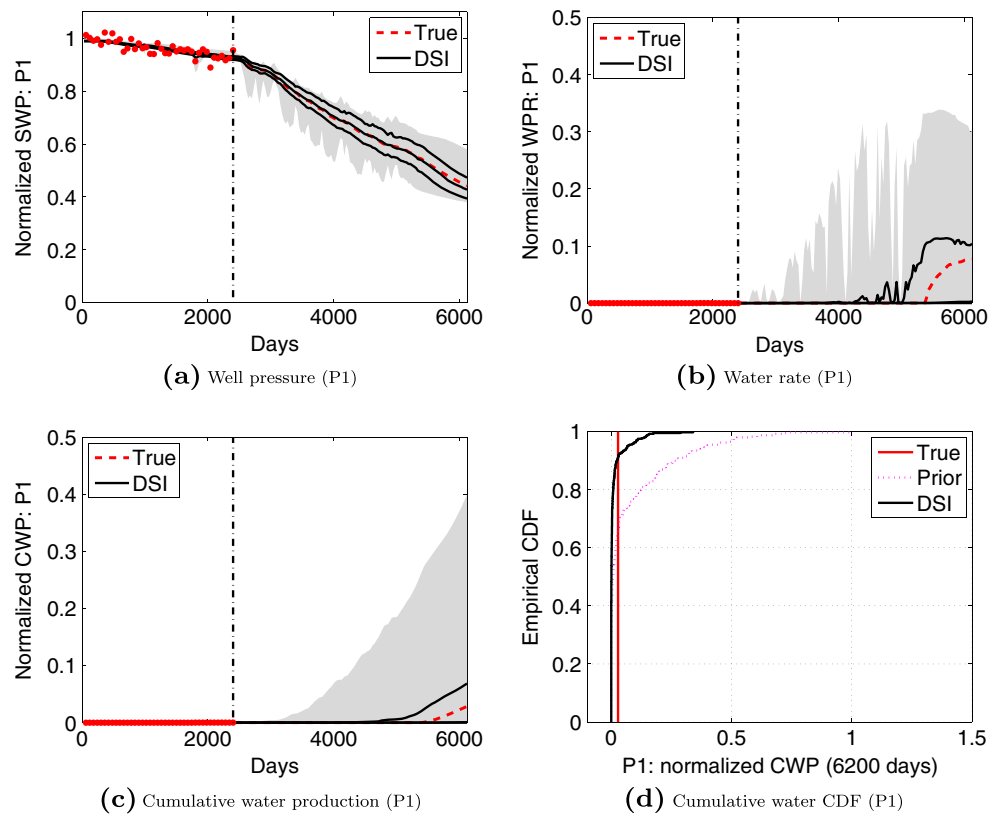 Normalized SWP: P1
1
0.8
0.6
0.4
0.2
0
True
DSI
0 2000 4000 6000
Days
(a) Well pressure (P1)
Normalized WPR: P1
0.5
0.4
0.3
0.2
0.1
0
True
DSI
0 2000 4000 6000
Days
(b) Water rate (P1)
Normalized CWP: P1
0.5
0.4
0.3
0.2
0.1
0
True
DSI
0 2000 4000 6000
Days
(c) Cumulative water production (P1)
Empirical CDF
1
0.8
0.6
0.4
0.2
0
True
Prior
DSI
0 0.5 1 1.5
P1: normalized CWP (6200 days)
(d) Cumulative water CDF (P1)